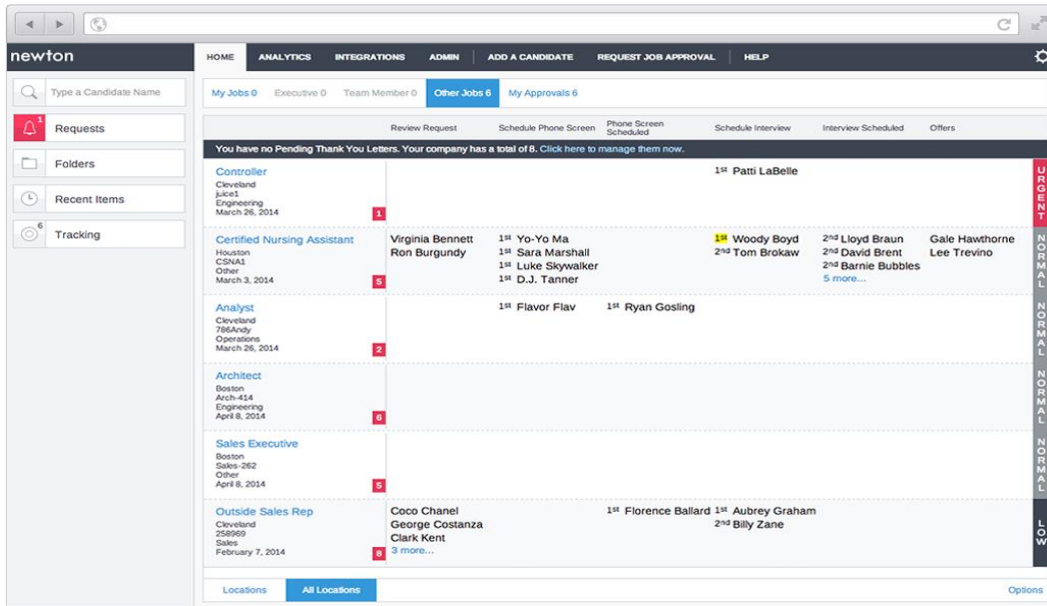 newton
HOME ANALYTICS INTEGRATIONS ADMIN ADD A CANDIDATE REQUEST JOB APPROVAL HELP
Type a Candidate Name
1
Requests
Folders
Recent Items
6
Tracking
My Jobs 0 Executive 0 Team Member 0 Other Jobs 6 My Approvals 6
Review Request Schedule Phone Screen Phone Screen Scheduled Schedule Interview Interview Scheduled Offers
You have no Pending Thank You Letters. Your company has a total of 8. Click here to manage them now.
Controller
Cleveland
juice1
Engineering
March 26, 2014
1
1st Patti LaBelle
URGENT
Certified Nursing Assistant
Houston
CSNA1
Other
March 3, 2014
5
Virginia Bennett
Ron Burgundy
1st Yo-Yo Ma
1st Sara Marshall
1st Luke Skywalker
1st D.J. Tanner
1st Woody Boyd
2nd Tom Brokaw
2nd Lloyd Braun
2nd David Brent
2nd Barnie Bubbles
5 more...
Gale Hawthorne
Lee Trevino
NORMAL
Analyst
Cleveland
786Andy
Operations
March 26, 2014
2
1st Flavor Flav
1st Ryan Gosling
NORMAL
Architect
Boston
Arch-414
Engineering
April 8, 2014
6
NORMAL
Sales Executive
Boston
Sales-262
Other
April 8, 2014
5
NORMAL
Outside Sales Rep
Cleveland
258969
Sales
February 7, 2014
8
Coco Chanel
George Costanza
Clark Kent
3 more...
1st Florence Ballard
1st Aubrey Graham
2nd Billy Zane
LOW
Locations All Locations Options